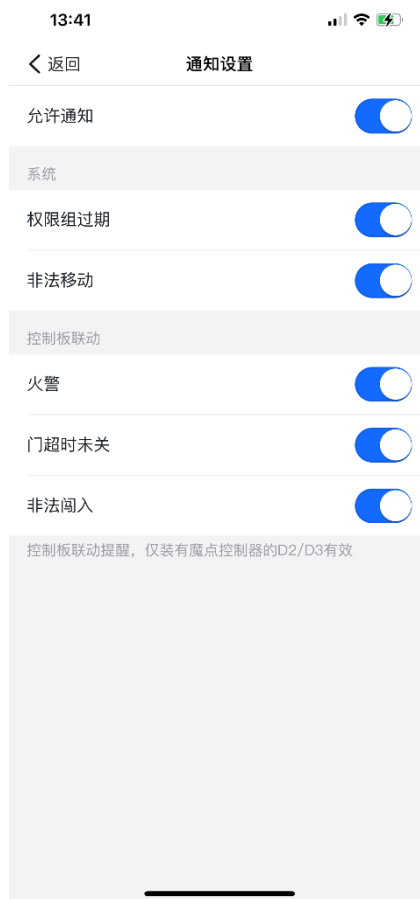 13:41
返回
通知设置
允许通知
系统
权限组过期
非法移动
控制板联动
火警
门超时未关
非法闯入
控制板联动提醒，仅装有魔点控制器的D2/D3有效